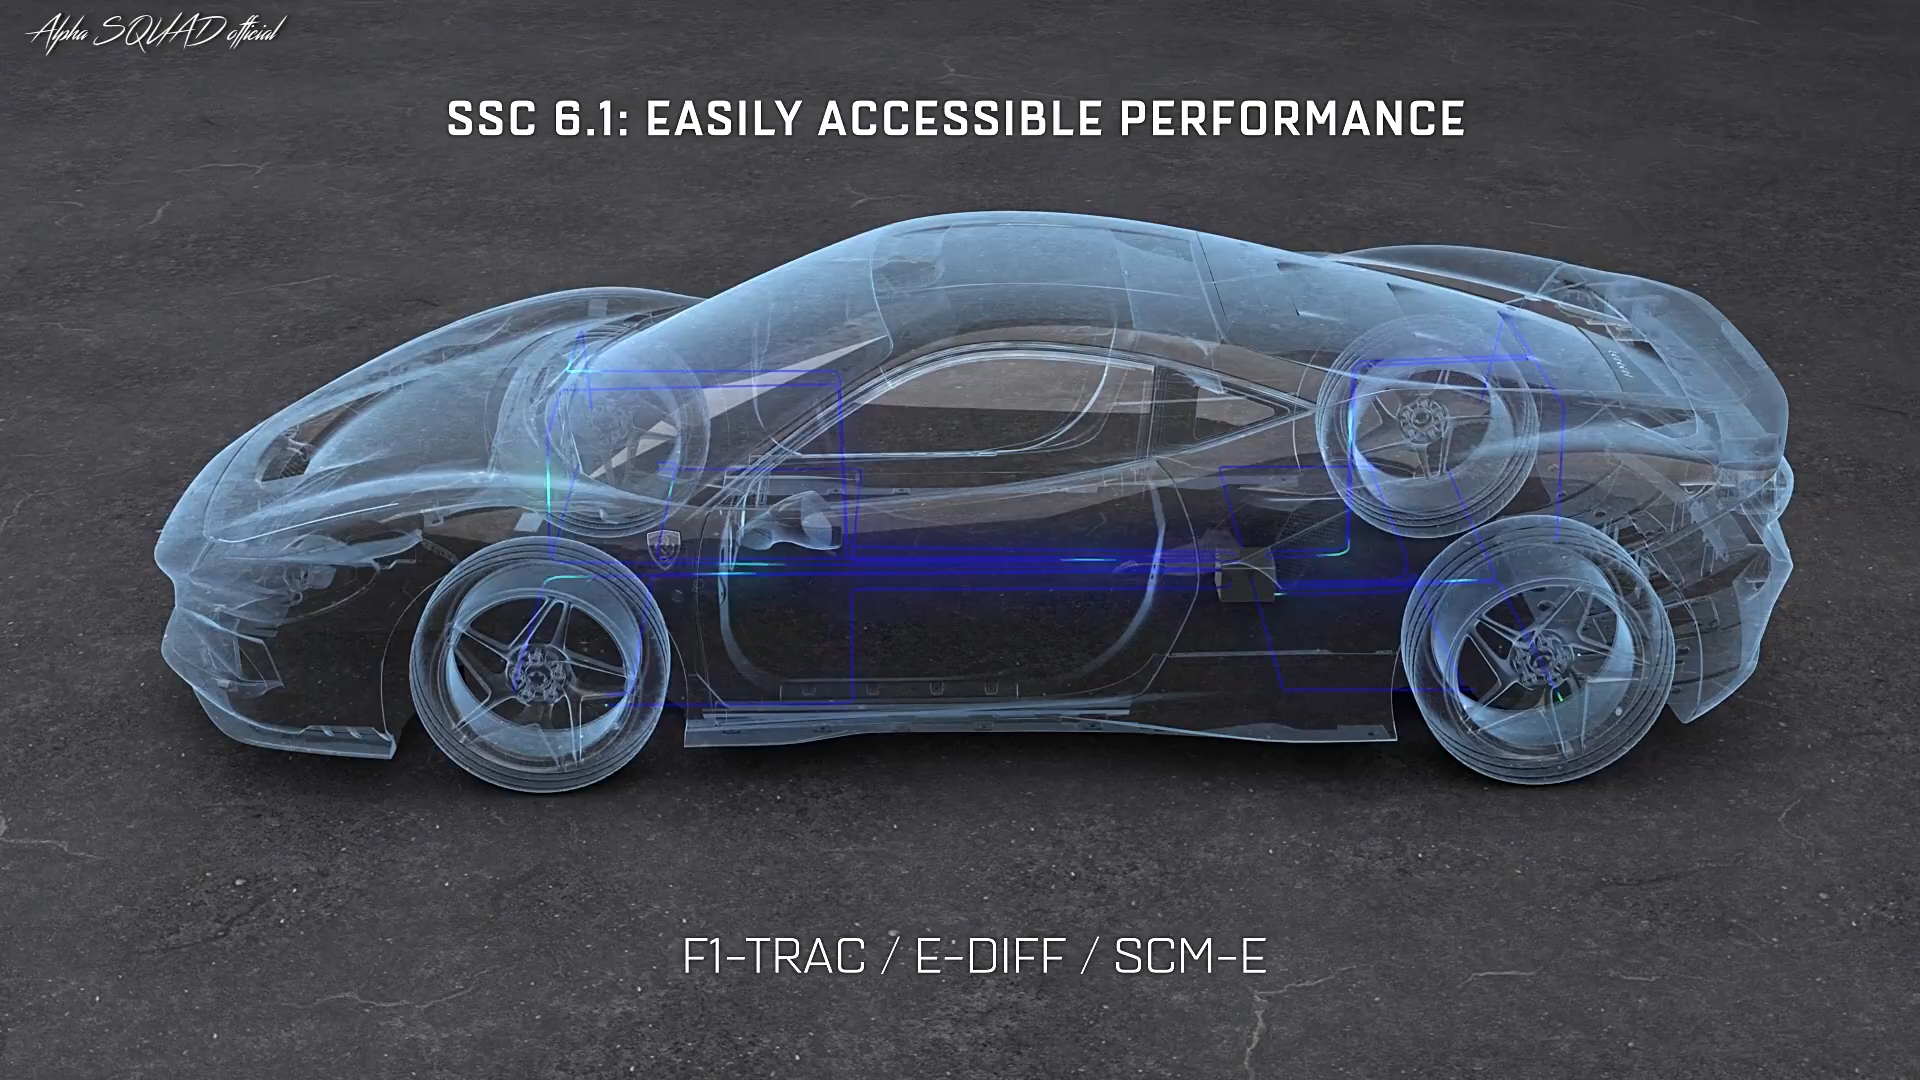 Alpha SQUAD official
SSC 6.1: EASILY ACCESSIBLE PERFORMANCE
F1-TRAC / E-DIFF / SCM-E